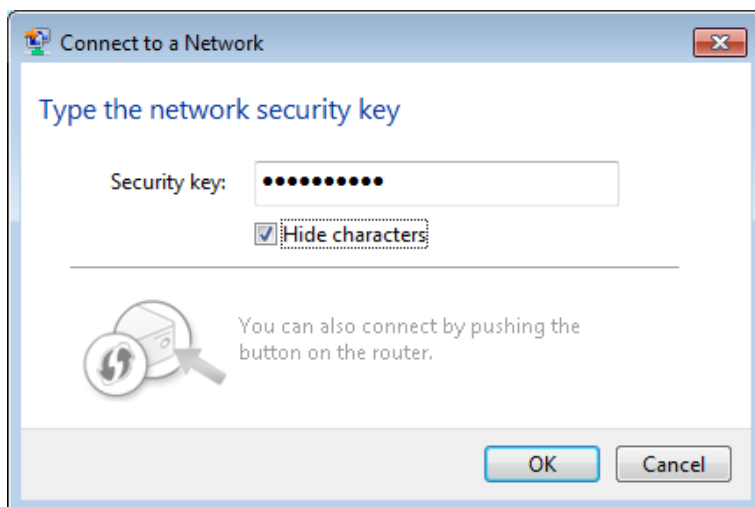 Connect to a Network
Type the network security key
Security key: ••••••••••
Hide characters
You can also connect by pushing the
button on the router.
OK Cancel